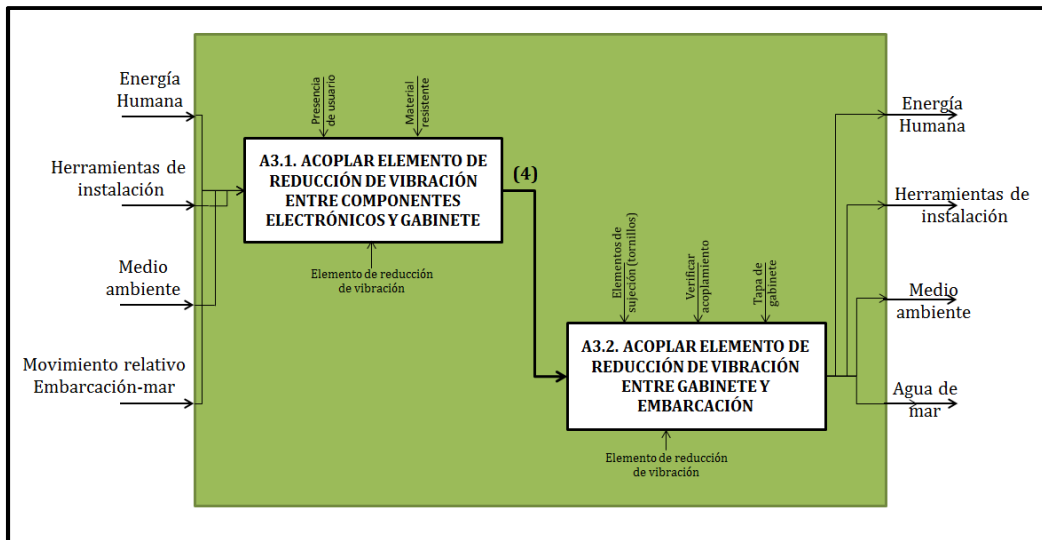 Energía
Humana
Herramientas de
instalación
Medio
ambiente
Movimiento relativo
Embarcación-mar
Presencia
de usuario
Material
resistente
A3.1. ACOPLAR ELEMENTO DE
REDUCCIÓN DE VIBRACIÓN
ENTRE COMPONENTES
ELECTRÓNICOS Y GABINETE
(4)
Elemento de reducción
de vibración
Elementos de
sujeción (tornillos)
Verificar
acoplamiento
Tapa de
gabinete
A3.2. ACOPLAR ELEMENTO DE
REDUCCIÓN DE VIBRACIÓN
ENTRE GABINETE Y
EMBARCACIÓN
Elemento de reducción
de vibración
Energía
Humana
Herramientas de
instalación
Medio
ambiente
Agua de
mar